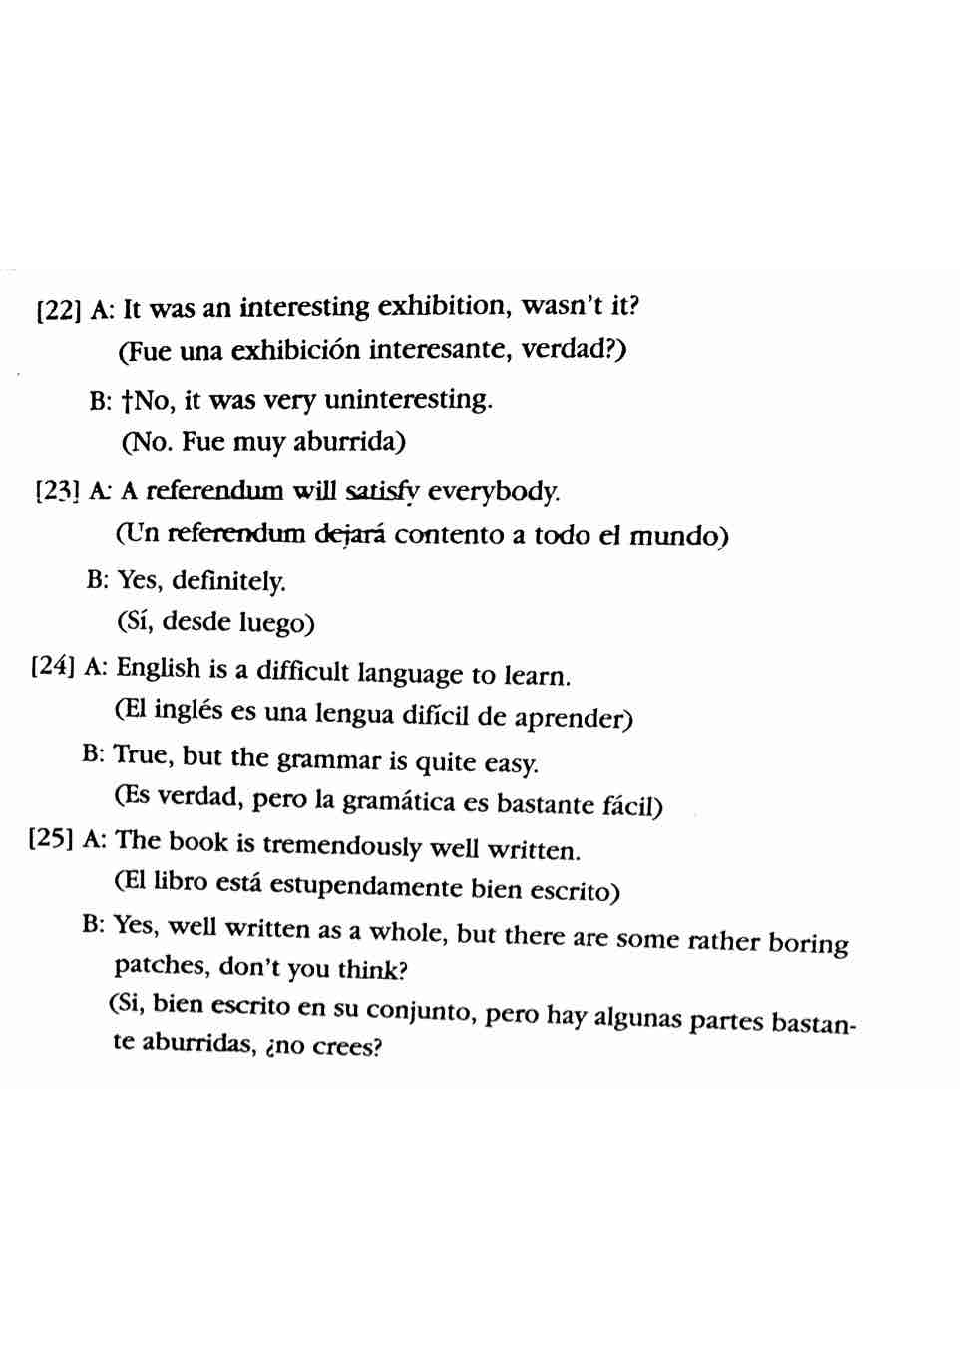 [22] A: It was an interesting exhibition, wasn't it?
(Fue una exhibición interesante, verdad?)
B: †No, it was very uninteresting.
(No. Fue muy aburrida)
[23] A: A referendum will satisfy everybody.
(Un referendum dejará contento a todo el mundo)
B: Yes, definitely.
(Sí, desde luego)
[24] A: English is a difficult language to learn.
(El inglés es una lengua difícil de aprender)
B: True, but the grammar is quite easy.
(Es verdad, pero la gramática es bastante fácil)
[25] A: The book is tremendously well written.
(El libro está estupendamente bien escrito)
B: Yes, well written as a whole, but there are some rather boring
patches, don't you think?
(Si, bien escrito en su conjunto, pero hay algunas partes bastan-
te aburridas, ¿no crees?